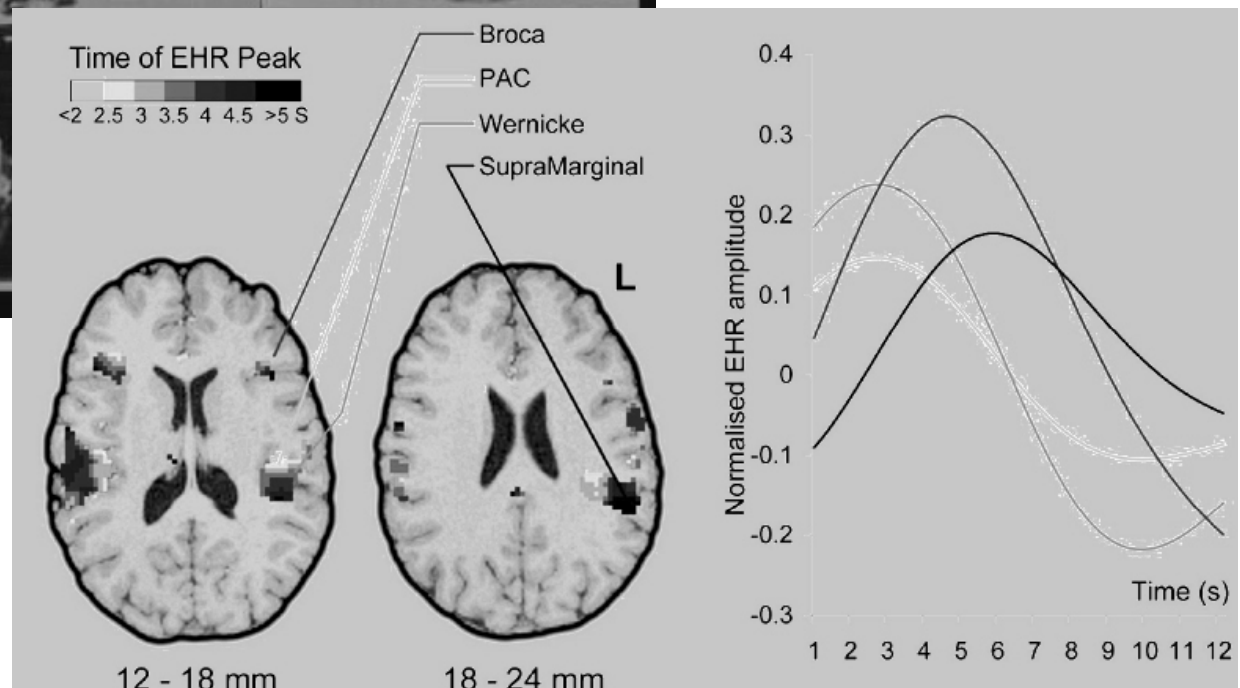 Time of EHR Peak
<2 2.5 3 3.5 4 4.5 >5 S
Broca
PAC
Wernicke
SupraMarginal
L
12 - 18 mm
18 - 24 mm
Normalised EHR amplitude
0.4
0.3
0.2
0.1
0
-0.1
-0.2
-0.3
Time (s)
1 2 3 4 5 6 7 8 9 10 11 12